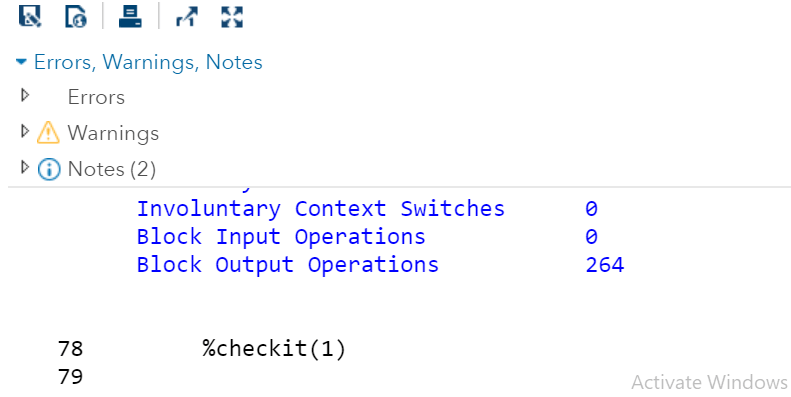 Errors, Warnings, Notes
Errors
Warnings
Notes (2)
Involuntary Context Switches 0
Block Input Operations 0
Block Output Operations 264
78 %checkit(1)
79
Activate Windows